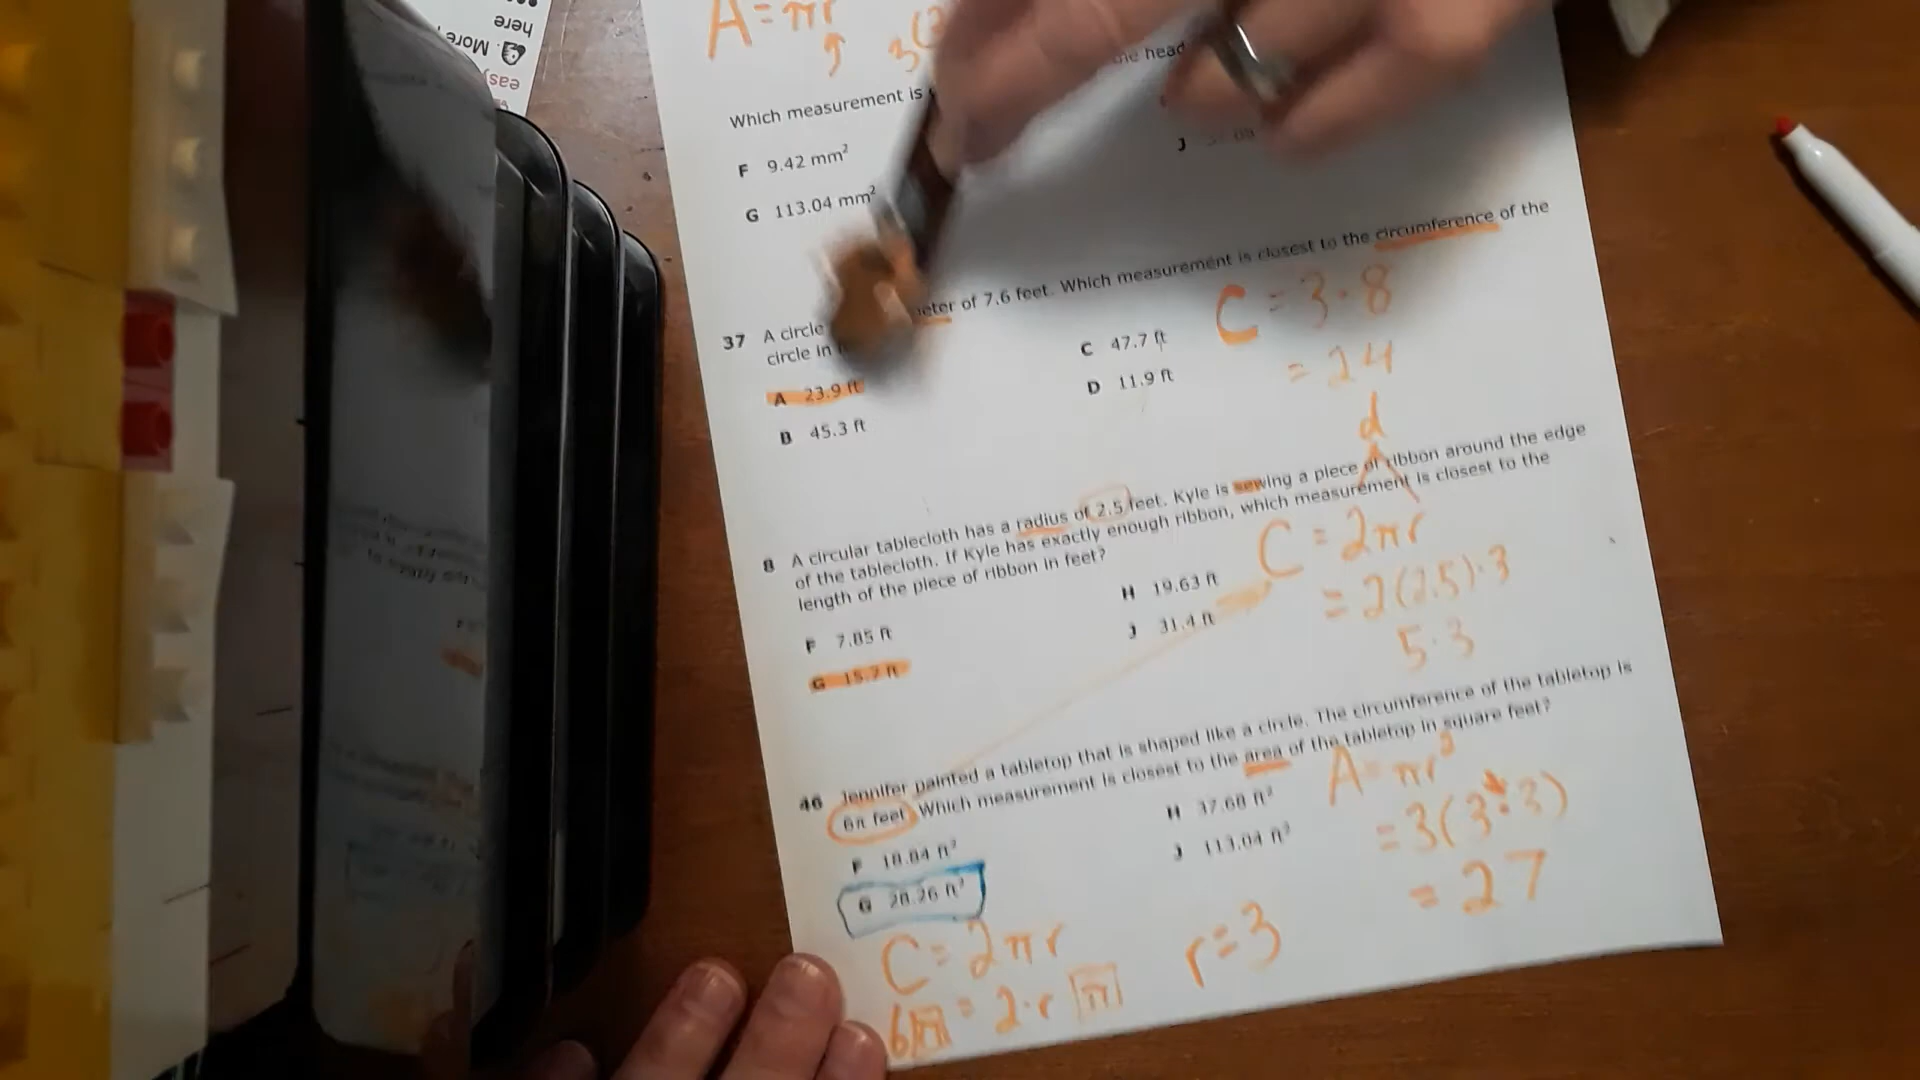 here
More
easy
A = πr
3(
the head
Which measurement is
F 9.42 mm²
J
G 113.04 mm²
37 A circle eter of 7.6 feet. Which measurement is closest to the circumference of the
circle in
A 23.9 ft
C 47.7 ft
B 45.3 ft
D 11.9 ft
C = 3·8
= 24
d
8 A circular tablecloth has a radius of 2.5 feet. Kyle is sewing a piece of ribbon around the edge
of the tablecloth. If Kyle has exactly enough ribbon, which measurement is closest to the
length of the piece of ribbon in feet?
F 7.85 ft
H 19.63 ft
G 15.7 ft
J 31.4 ft
C = 2πr
= 2(2.5)·3
5·3
46 Jennifer painted a tabletop that is shaped like a circle. The circumference of the tabletop is
6π feet. Which measurement is closest to the area of the tabletop in square feet?
F 18.84 ft²
H 37.68 ft²
G 28.26 ft²
J 113.04 ft²
A = πr²
= 3(3·3)
= 27
C = 2πr
6π = 2·r π
r = 3